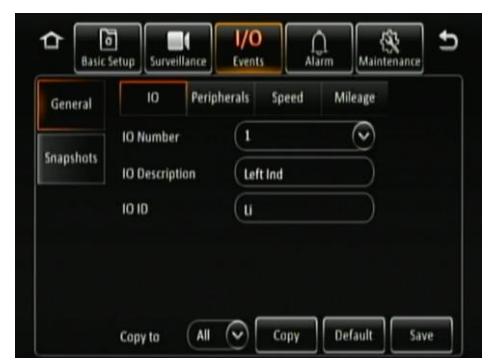 I/O
Basic Setup Surveillance Events Alarm Maintenance
General IO Peripherals Speed Mileage
IO Number 1
Snapshots
IO Description Left Ind
IO ID Li
Copy to All Copy Default Save